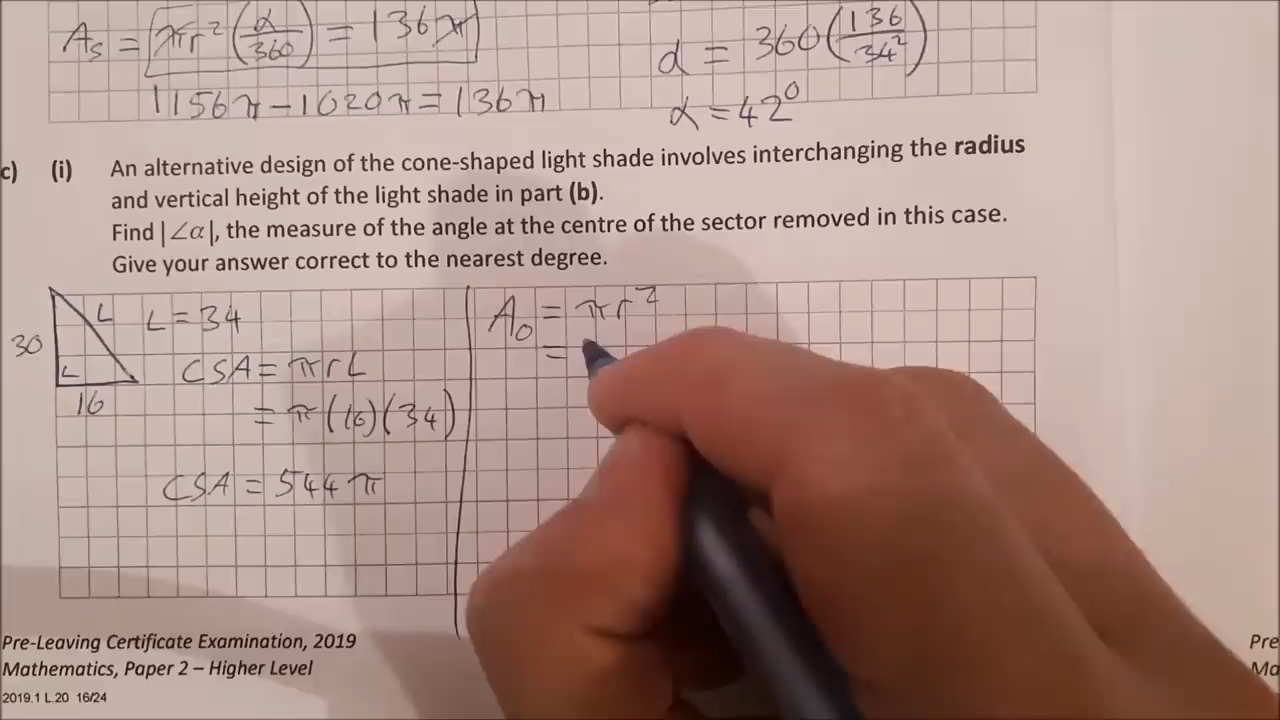 A_s = πr²(α/360) = 136π
1156π - 1020π = 136π
α = 360(136/34²)
α = 42⁰
c) (i) An alternative design of the cone-shaped light shade involves interchanging the radius
and vertical height of the light shade in part (b).
Find |∠α|, the measure of the angle at the centre of the sector removed in this case.
Give your answer correct to the nearest degree.
30
L
16
L = 34
CSA = πrL
= π(16)(34)
CSA = 544π
A₀ = πr²
=
Pre-Leaving Certificate Examination, 2019
Mathematics, Paper 2 – Higher Level
2019.1 L.20 16/24
Pre
Ma